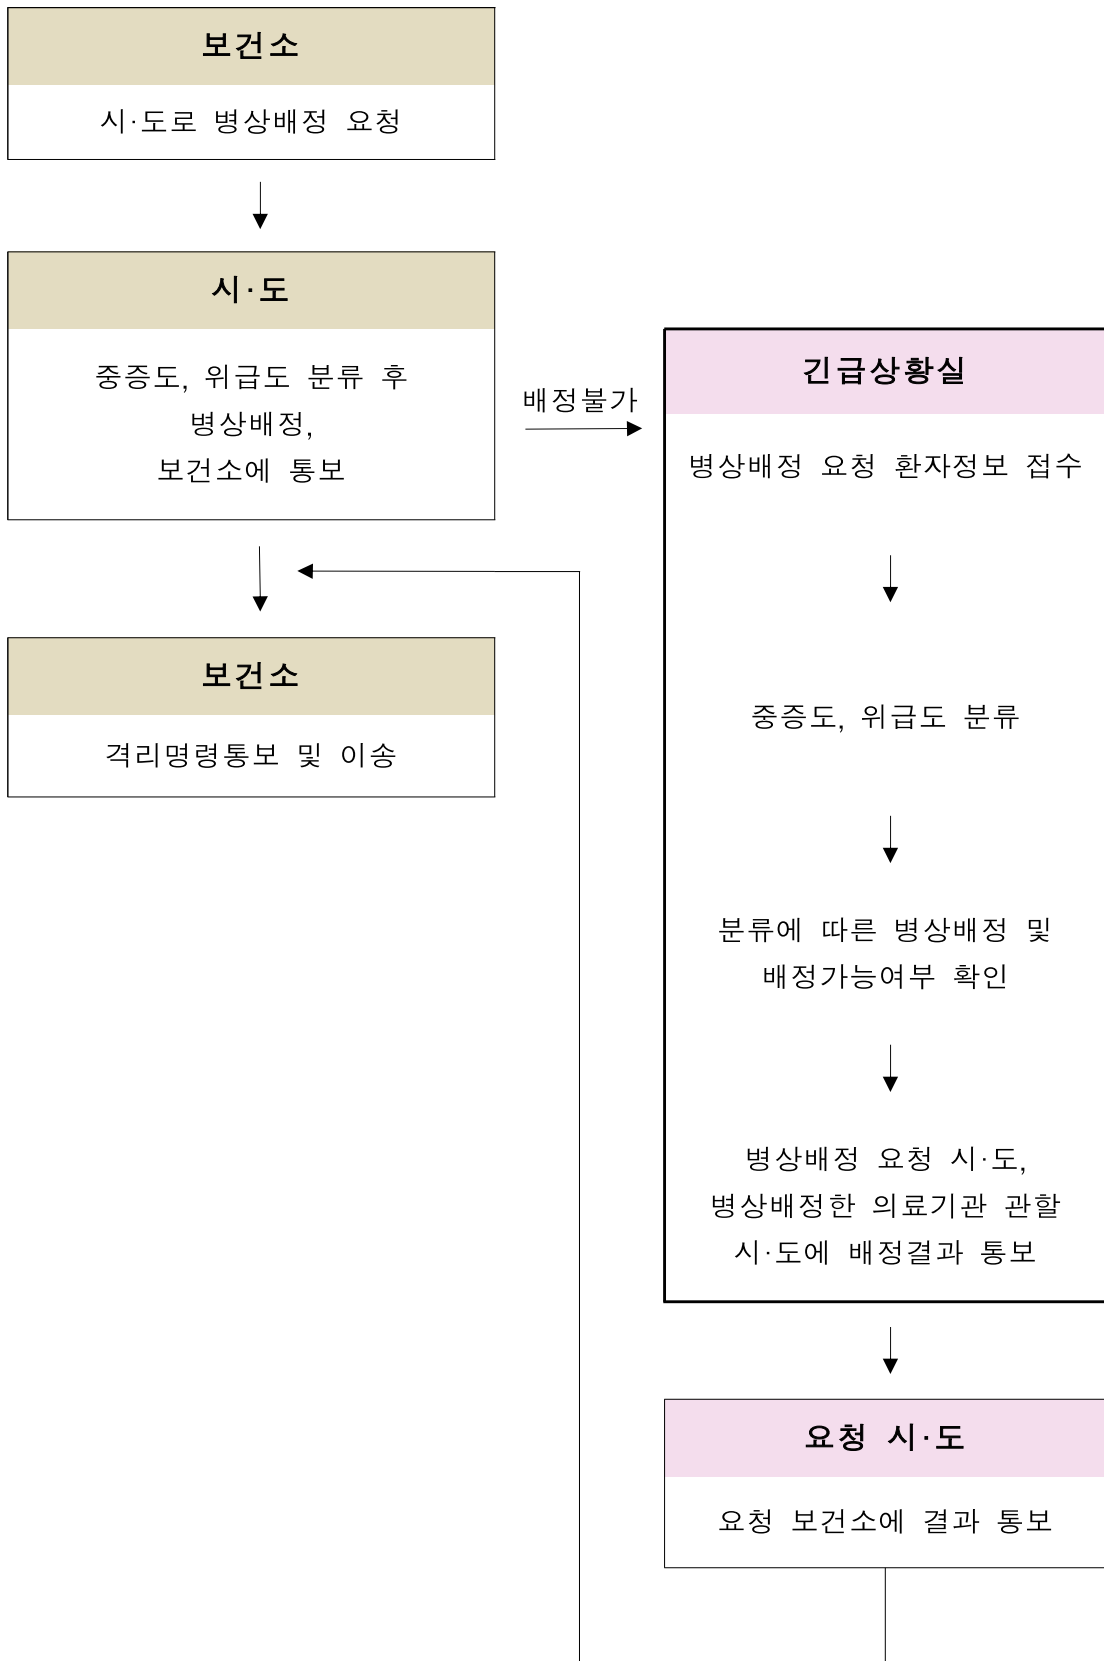 보건소
시·도로 병상배정 요청
시·도
중증도, 위급도 분류 후
병상배정,
보건소에 통보
배정불가
보건소
격리명령통보 및 이송
긴급상황실
병상배정 요청 환자정보 접수
중증도, 위급도 분류
분류에 따른 병상배정 및
배정가능여부 확인
병상배정 요청 시·도,
병상배정한 의료기관 관할
시·도에 배정결과 통보
요청 시·도
요청 보건소에 결과 통보